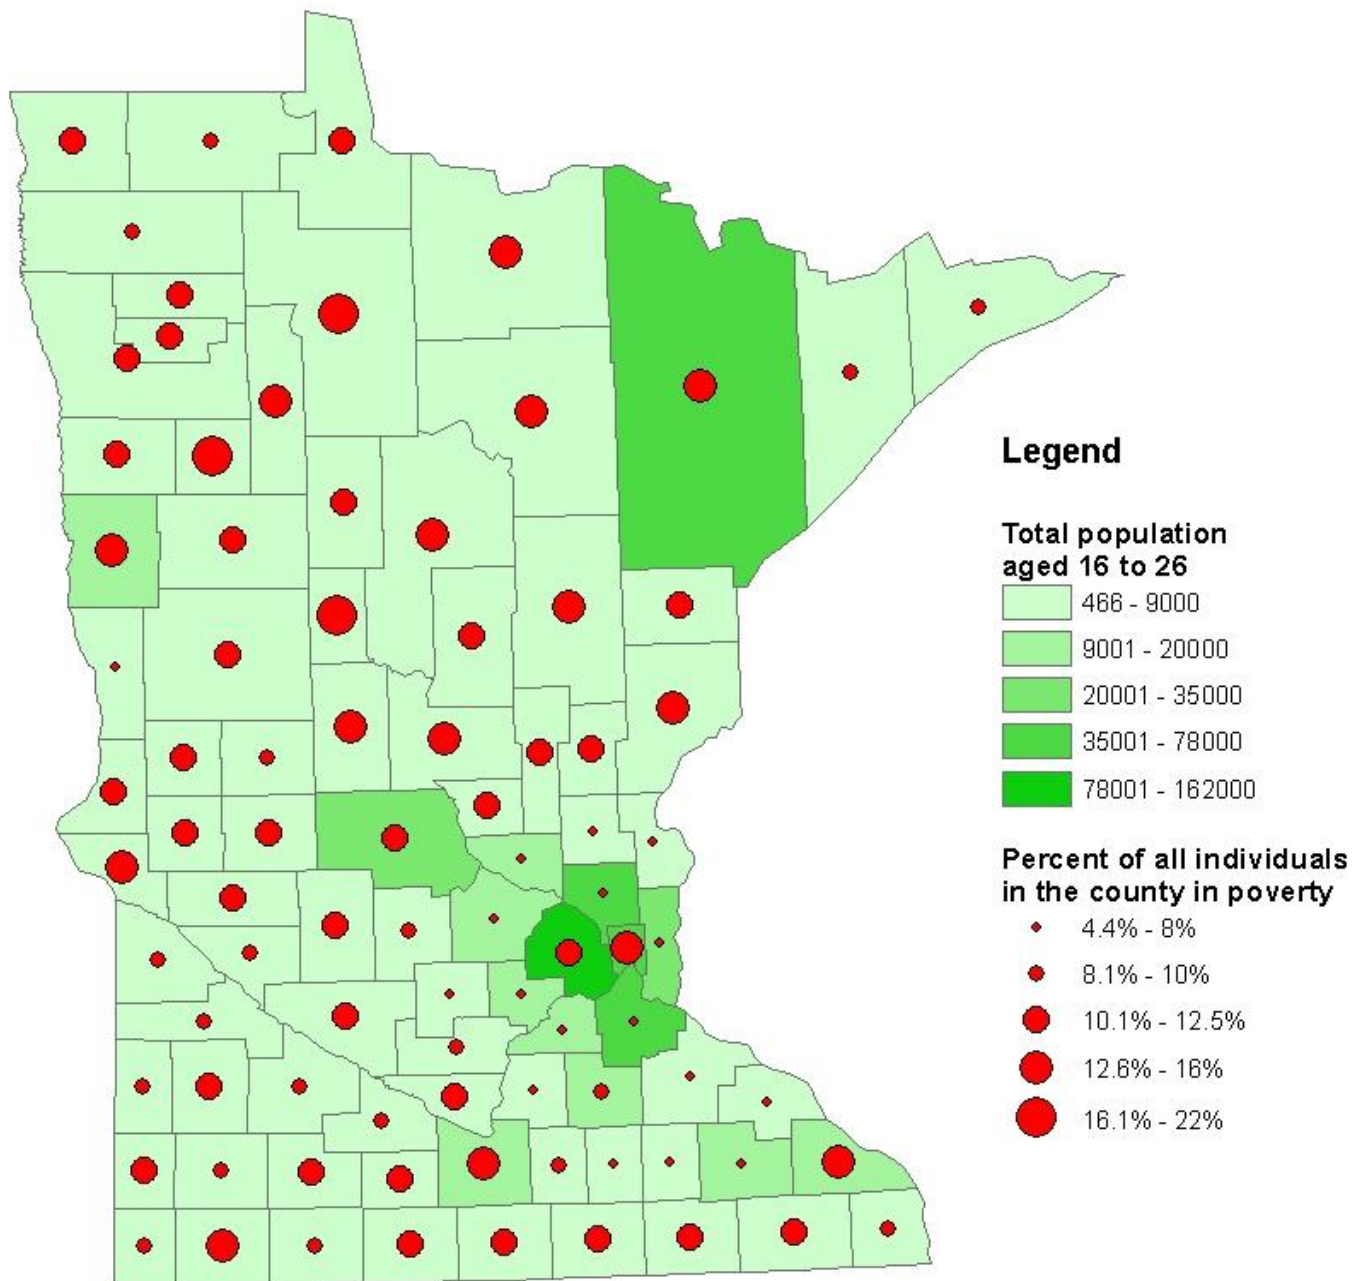 Legend
Total population
aged 16 to 26
466 - 9000
9001 - 20000
20001 - 35000
35001 - 78000
78001 - 162000
Percent of all individuals
in the county in poverty
4.4% - 8%
8.1% - 10%
10.1% - 12.5%
12.6% - 16%
16.1% - 22%